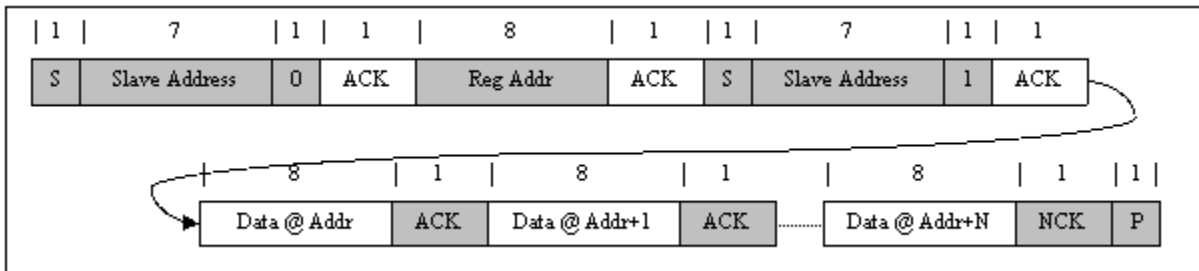 | 1 | 7 | 1 | 1 | 8 | 1 | 1 | 7 | 1 | 1
S Slave Address 0 ACK Reg Addr ACK S Slave Address 1 ACK
| 8 | 1 | 8 | 1 | 8 | 1 | 1 |
Data @ Addr ACK Data @ Addr+1 ACK Data @ Addr+N NCK P